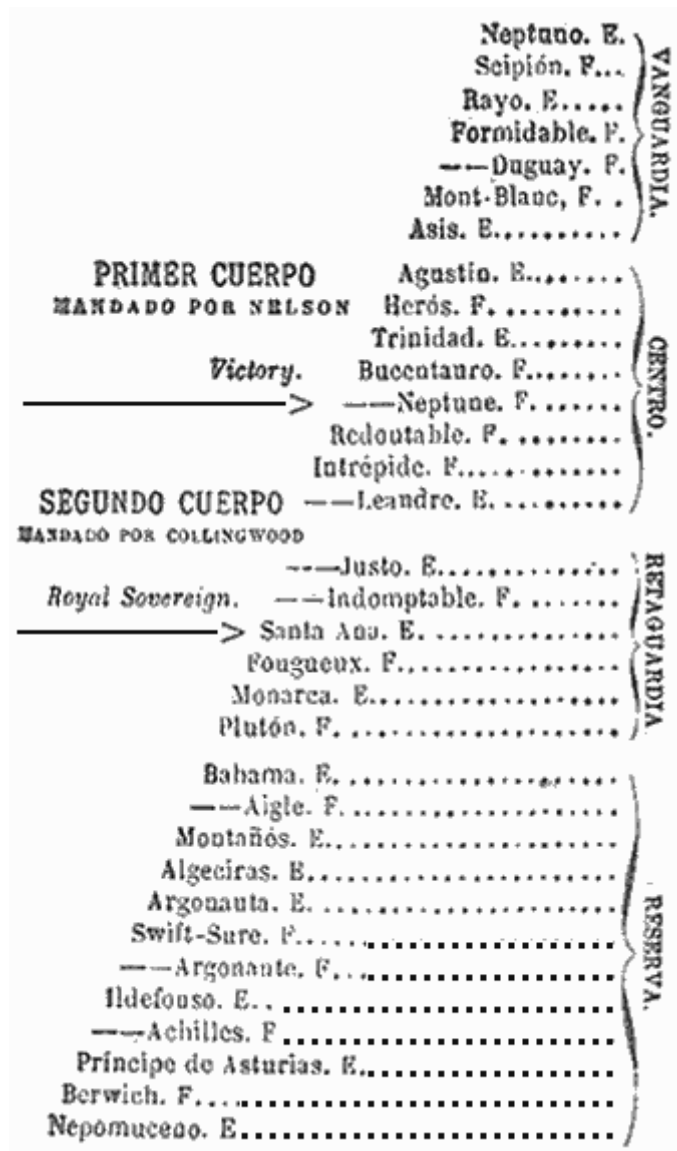 Neptuno. E.
Scipión. F...
Rayo. E.....
Formidable. F.
——Duguay. F.
Mont-Blanc, F. .
Asis. E..........
VANGUARDIA.
PRIMER CUERPO
MANDADO POR NELSON
Agustin. E........
Herós. F. .........
Trinidad. E.........
Victory.
Bucentauro. F........
——Neptune. F. .......
Redoutable. F. ........
Intrépide. F.............
——Leandro. E. .........
CENTRO.
SEGUNDO CUERPO
MANDADO POR COLLINGWOOD
——Justo. E..............
Royal Sovereign.
——Indomptable. F. .......
Santa Ana. E. .............
Fougueux. F...............
Monarca. E.................
Plutón. F. .................
RETAGUARDIA
Bahama. E. .................
——Aigle. F. .................
Montañés. E..................
Algeciras. E...................
Argonauta. E. .................
Swift-Sure. F......................
——Argonante. F.....................
Ildefonso. E.. .......................
——Achilles. F .......................
Príncipe de Asturias. E..................
Berwich. F..............................
Nepomuceno. E..........................
RESERVA.